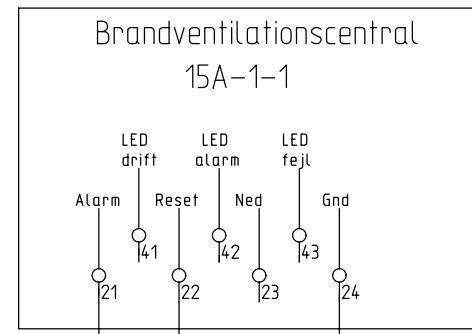 Brandventilationscentral
15A-1-1
LED LED LED
drift alarm fejl
Alarm Reset Ned Gnd
41 42 43
21 22 23 24